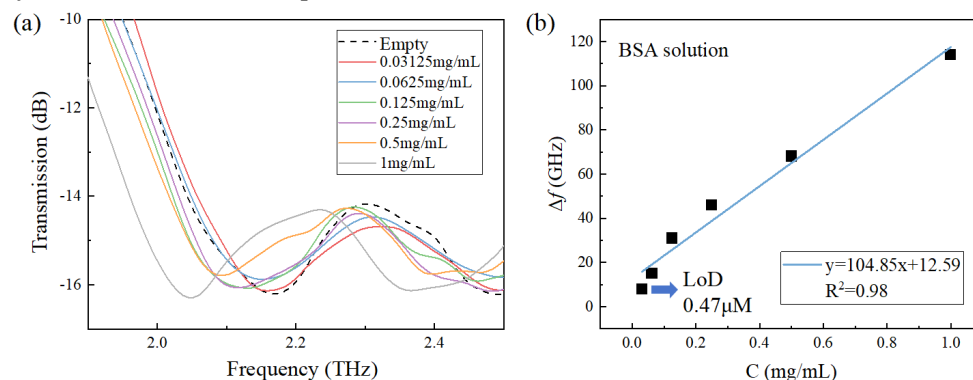 (a)
-10
-12
-14
-16
Transmission (dB)
2.0
2.2
2.4
Frequency (THz)
Empty
0.03125mg/mL
0.0625mg/mL
0.125mg/mL
0.25mg/mL
0.5mg/mL
1mg/mL
(b)
120
100
80
60
40
20
0
Δf (GHz)
BSA solution
LoD
0.47μM
y=104.85x+12.59
R²=0.98
0.0
0.2
0.4
0.6
0.8
1.0
C (mg/mL)